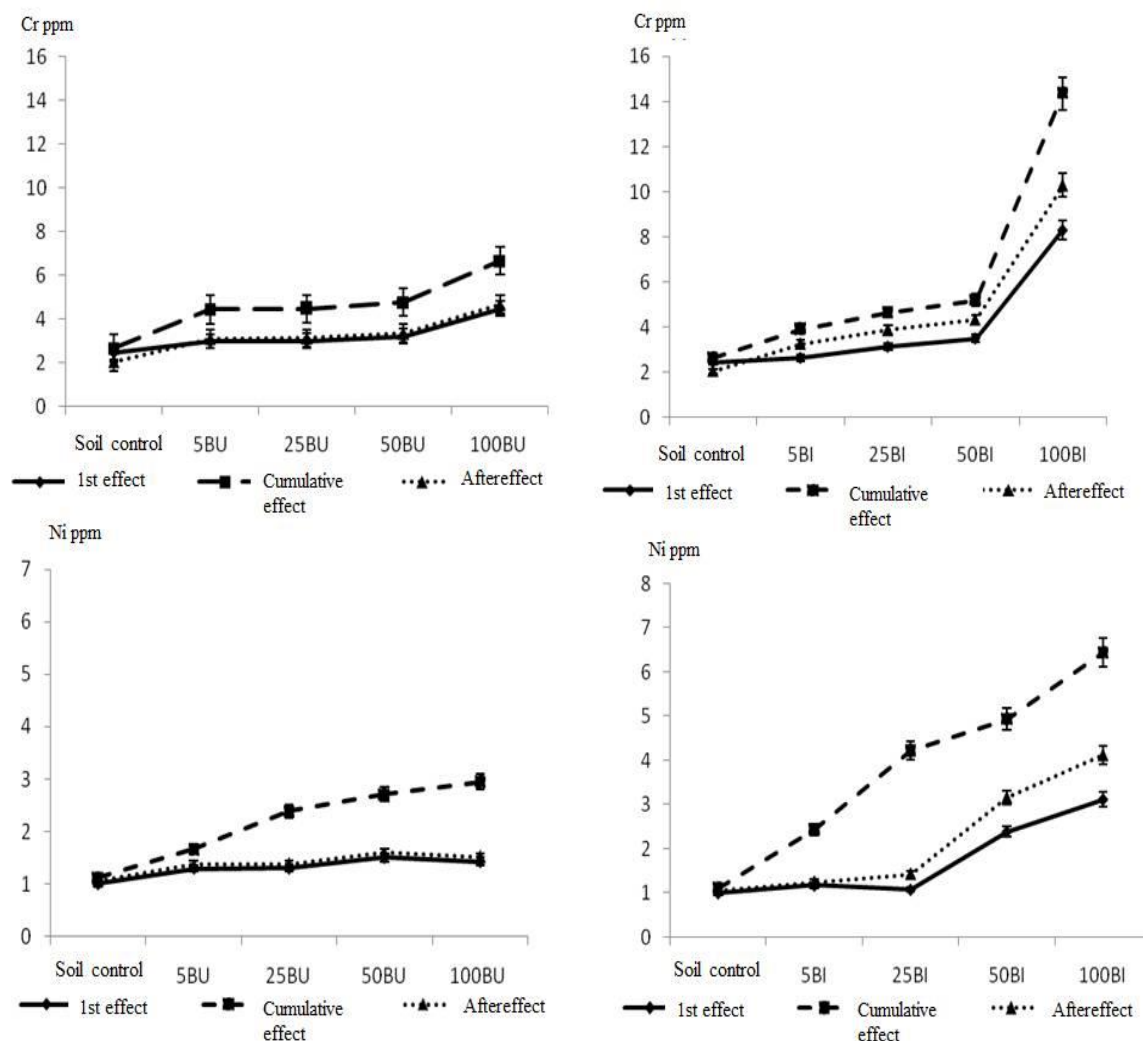 Cr ppm
16
14
12
10
8
6
4
2
0
Soil control 5BU 25BU 50BU 100BU
1st effect Cumulative Aftereffect
effect
Cr ppm
16
14
12
10
8
6
4
2
0
Soil control 5BI 25BI 50BI 100BI
1st effect Cumulative Aftereffect
effect
Ni ppm
7
6
5
4
3
2
1
0
Soil control 5BU 25BU 50BU 100BU
1st effect Cumulative Aftereffect
effect
Ni ppm
8
7
6
5
4
3
2
1
0
Soil control 5BI 25BI 50BI 100BI
1st effect Cumulative Aftereffect
effect